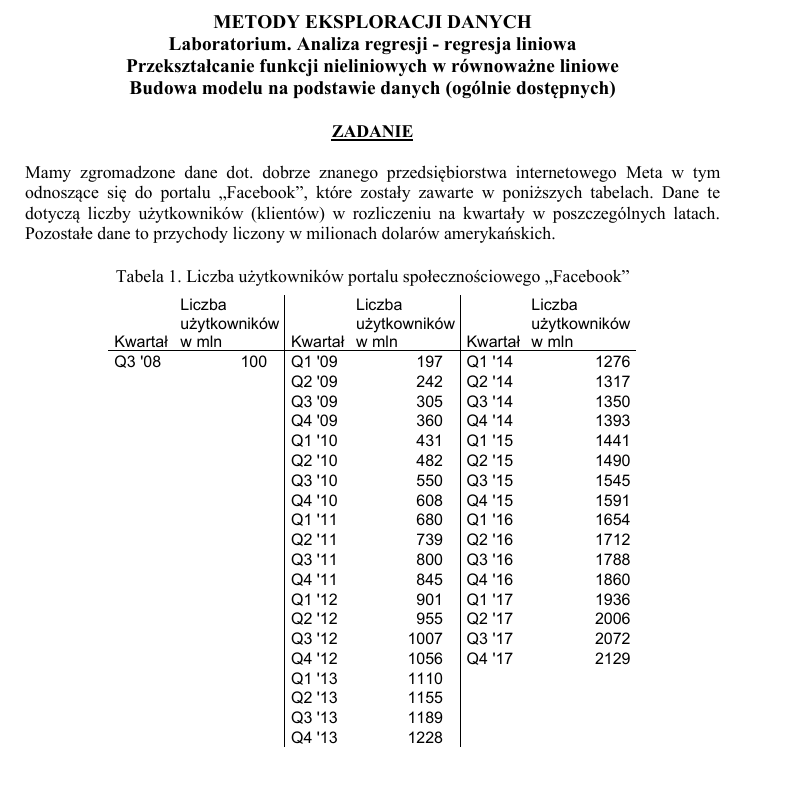 METODY EKSPLORACJI DANYCH
Laboratorium. Analiza regresji - regresja liniowa
Przekształcanie funkcji nieliniowych w równoważne liniowe
Budowa modelu na podstawie danych (ogólnie dostępnych)
ZADANIE
Mamy zgromadzone dane dot. dobrze znanego przedsiębiorstwa internetowego Meta w tym
odnoszące się do portalu „Facebook”, które zostały zawarte w poniższych tabelach. Dane te
dotyczą liczby użytkowników (klientów) w rozliczeniu na kwartały w poszczególnych latach.
Pozostałe dane to przychody liczony w milionach dolarów amerykańskich.
Tabela 1. Liczba użytkowników portalu społecznościowego „Facebook”
Liczba Liczba Liczba
użytkowników użytkowników użytkowników
Kwartał w mln Kwartał w mln Kwartał w mln
Q3 '08 100 Q1 '09 197 Q1 '14 1276
Q2 '09 242 Q2 '14 1317
Q3 '09 305 Q3 '14 1350
Q4 '09 360 Q4 '14 1393
Q1 '10 431 Q1 '15 1441
Q2 '10 482 Q2 '15 1490
Q3 '10 550 Q3 '15 1545
Q4 '10 608 Q4 '15 1591
Q1 '11 680 Q1 '16 1654
Q2 '11 739 Q2 '16 1712
Q3 '11 800 Q3 '16 1788
Q4 '11 845 Q4 '16 1860
Q1 '12 901 Q1 '17 1936
Q2 '12 955 Q2 '17 2006
Q3 '12 1007 Q3 '17 2072
Q4 '12 1056 Q4 '17 2129
Q1 '13 1110
Q2 '13 1155
Q3 '13 1189
Q4 '13 1228